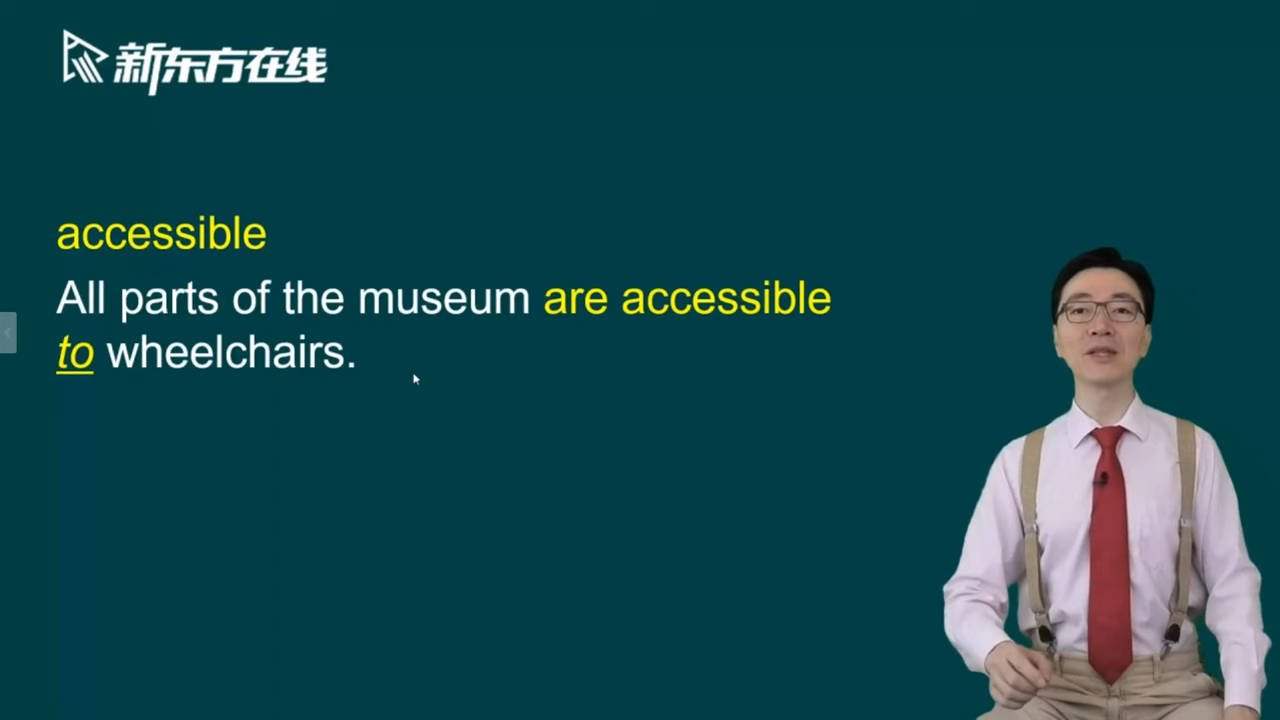 新东方在线
accessible
All parts of the museum are accessible
to wheelchairs.